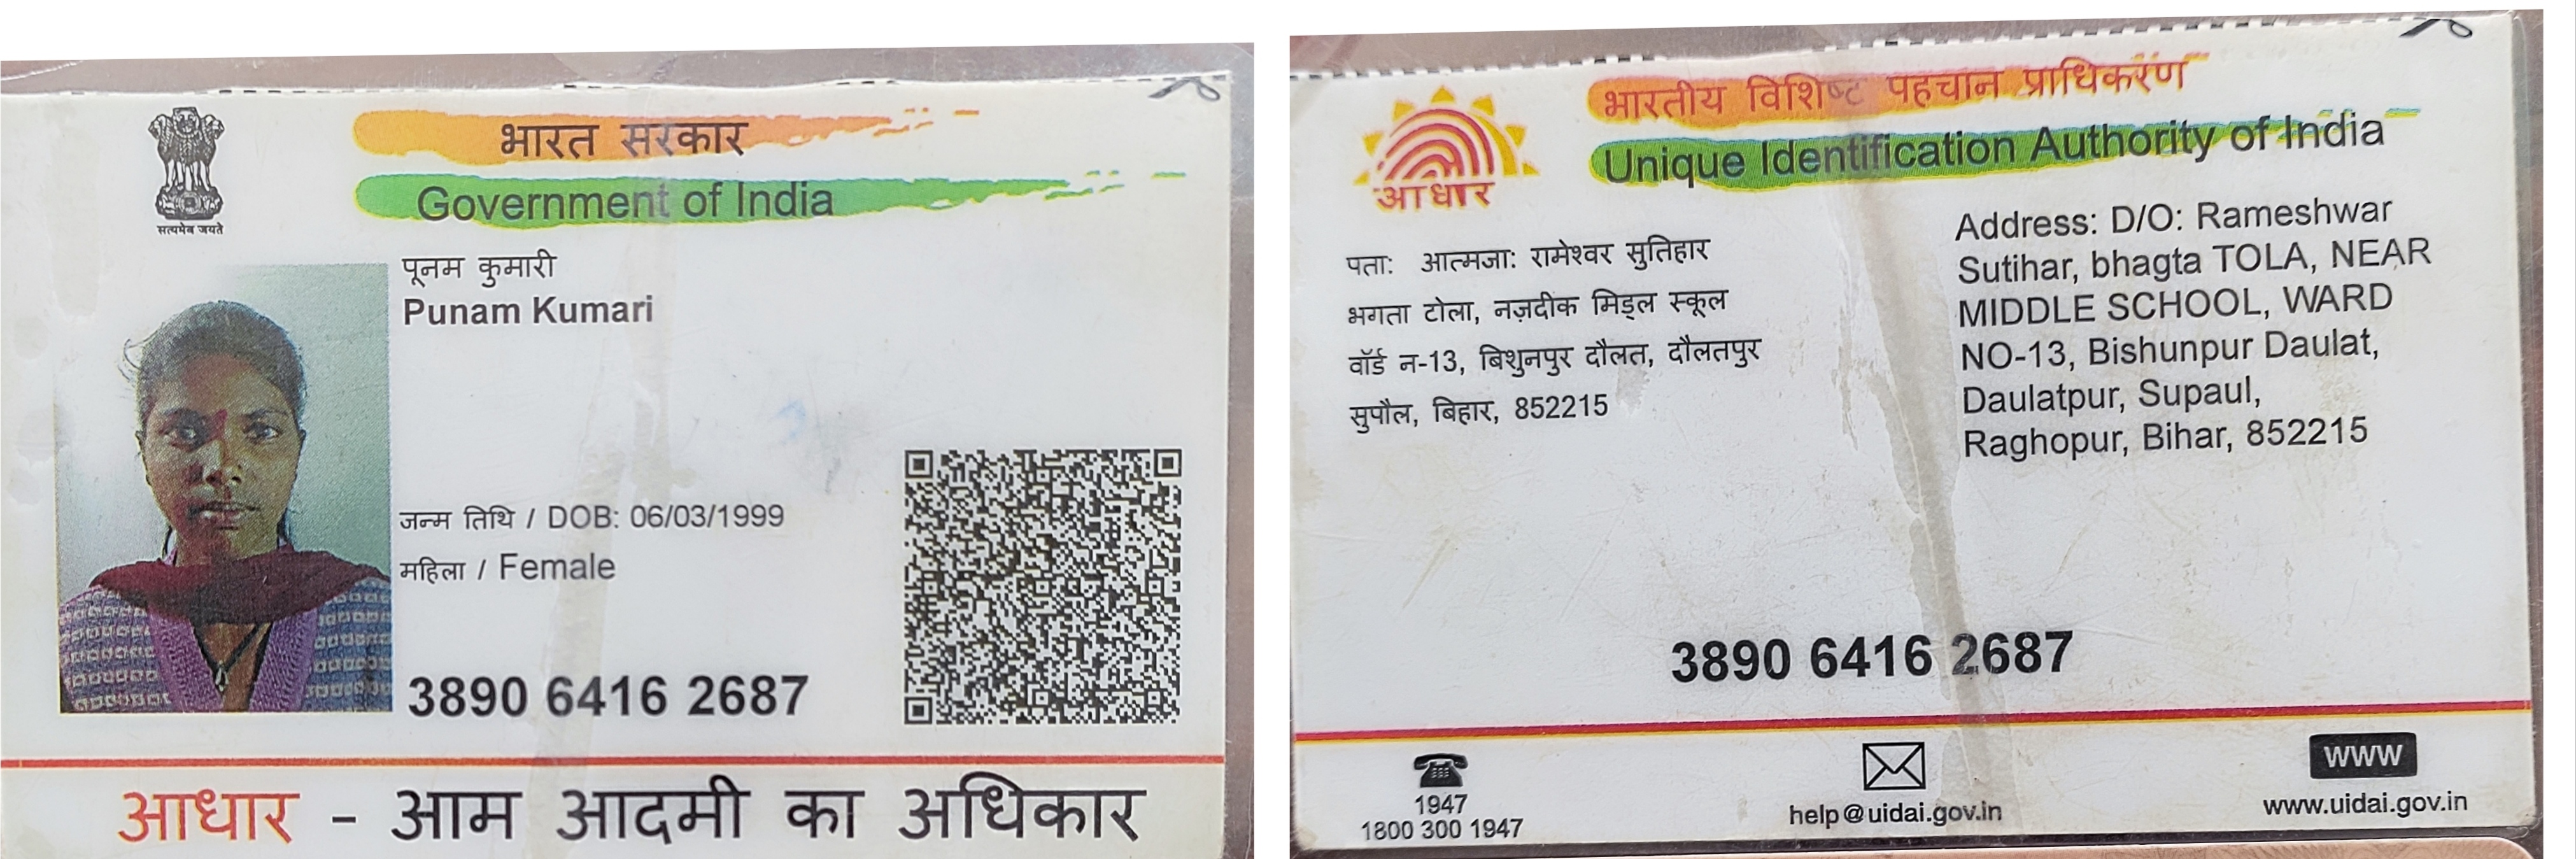 भारत सरकार
Government of India
सत्यमेव जयते
पूनम कुमारी
Punam Kumari
जन्म तिथि / DOB: 06/03/1999
महिला / Female
3890 6416 2687
आधार - आम आदमी का अधिकार
भारतीय विशिष्ट पहचान प्राधिकरण
Unique Identification Authority of India
आधार
पता: आत्मजा: रामेश्वर सुतिहार
भगता टोला, नज़दीक मिड्ल स्कूल
वॉर्ड न-13, बिशुनपुर दौलत, दौलतपुर
सुपौल, बिहार, 852215
Address: D/O: Rameshwar
Sutihar, bhagta TOLA, NEAR
MIDDLE SCHOOL, WARD
NO-13, Bishunpur Daulat,
Daulatpur, Supaul,
Raghopur, Bihar, 852215
3890 6416 2687
1947
1800 300 1947
help@uidai.gov.in
www
www.uidai.gov.in